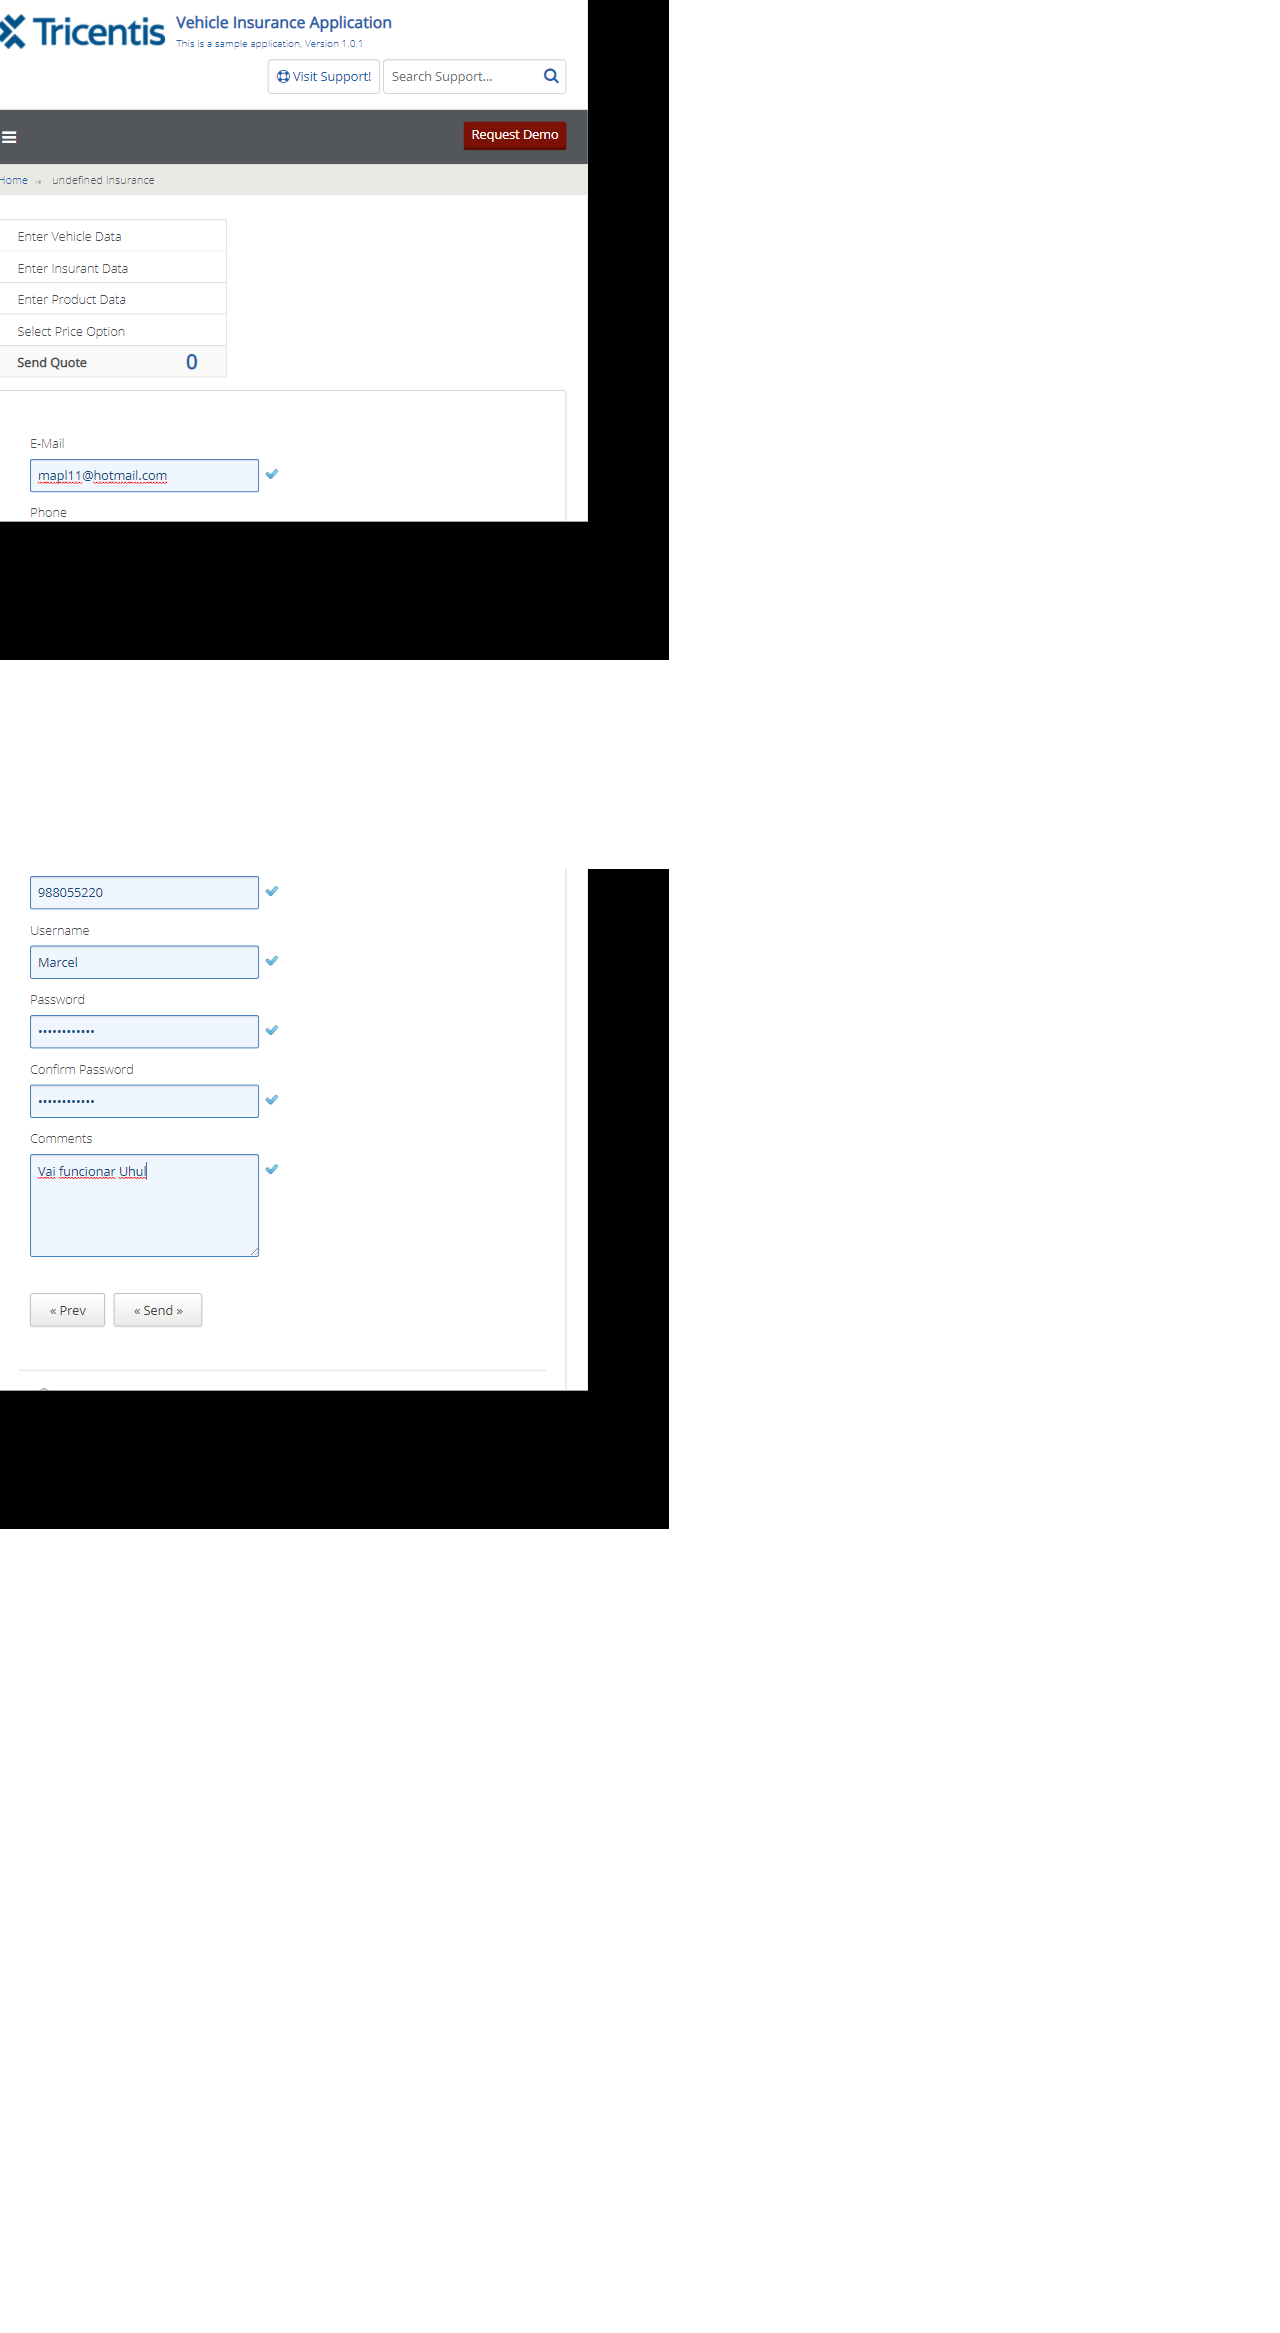 Tricentis
Vehicle Insurance Application
This is a sample application, Version 1.0.1
Visit Support!
Search Support...
Request Demo
Home
undefined Insurance
Enter Vehicle Data
Enter Insurant Data
Enter Product Data
Select Price Option
Send Quote 0
E-Mail
mapl11@hotmail.com
Phone
988055220
Username
Marcel
Password
••••••••••••
Confirm Password
••••••••••••
Comments
Vai funcionar Uhul
« Prev
« Send »